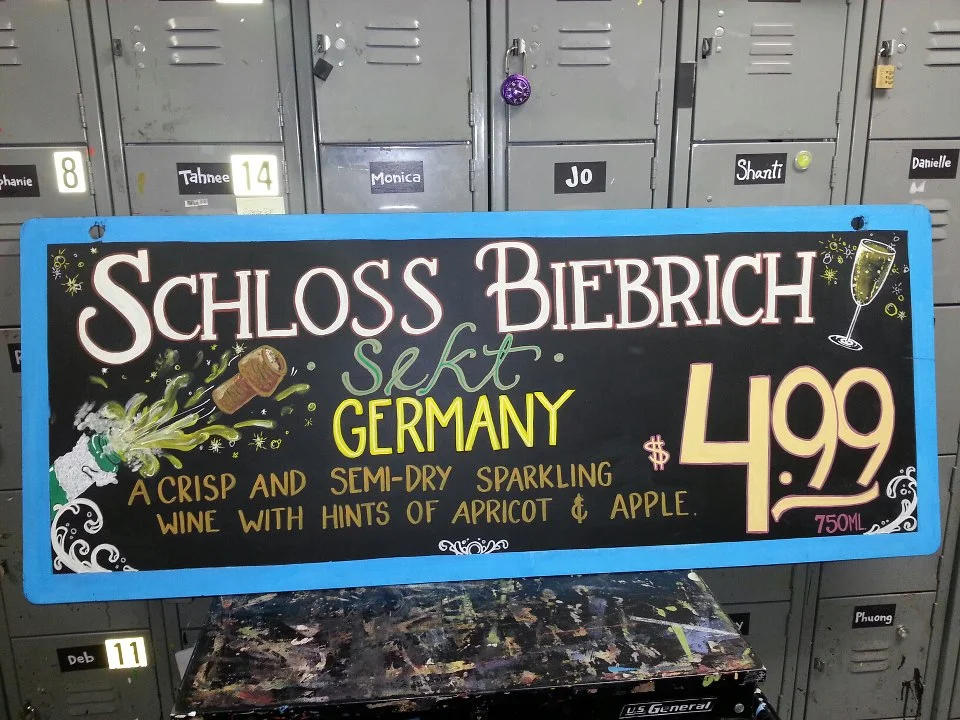 8
Tahnee 14
Monica
Jo
Shanti
Danielle
SCHLOSS BIEBRICH
Sekt
GERMANY
$4.99
A CRISP AND SEMI-DRY SPARKLING
WINE WITH HINTS OF APRICOT & APPLE.
750ML
Phuong
Deb 11
U.S. General